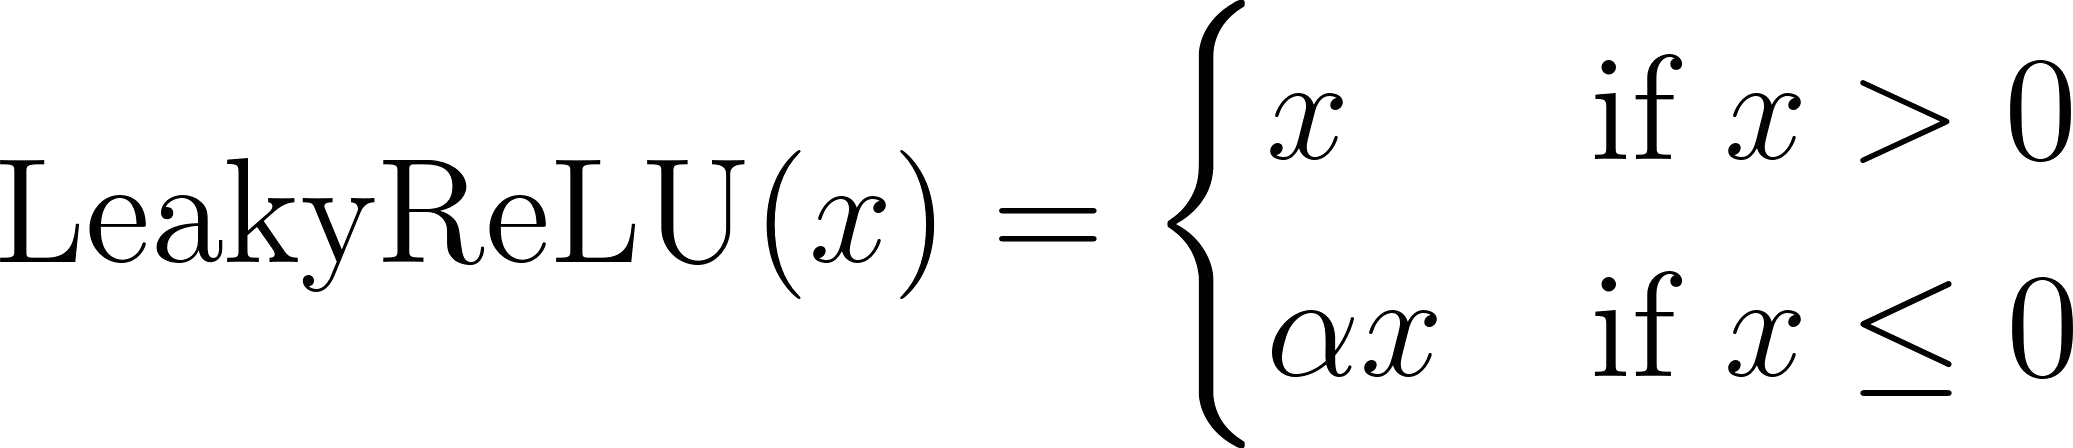 LeakyReLU(x) = { x if x > 0
αx if x ≤ 0